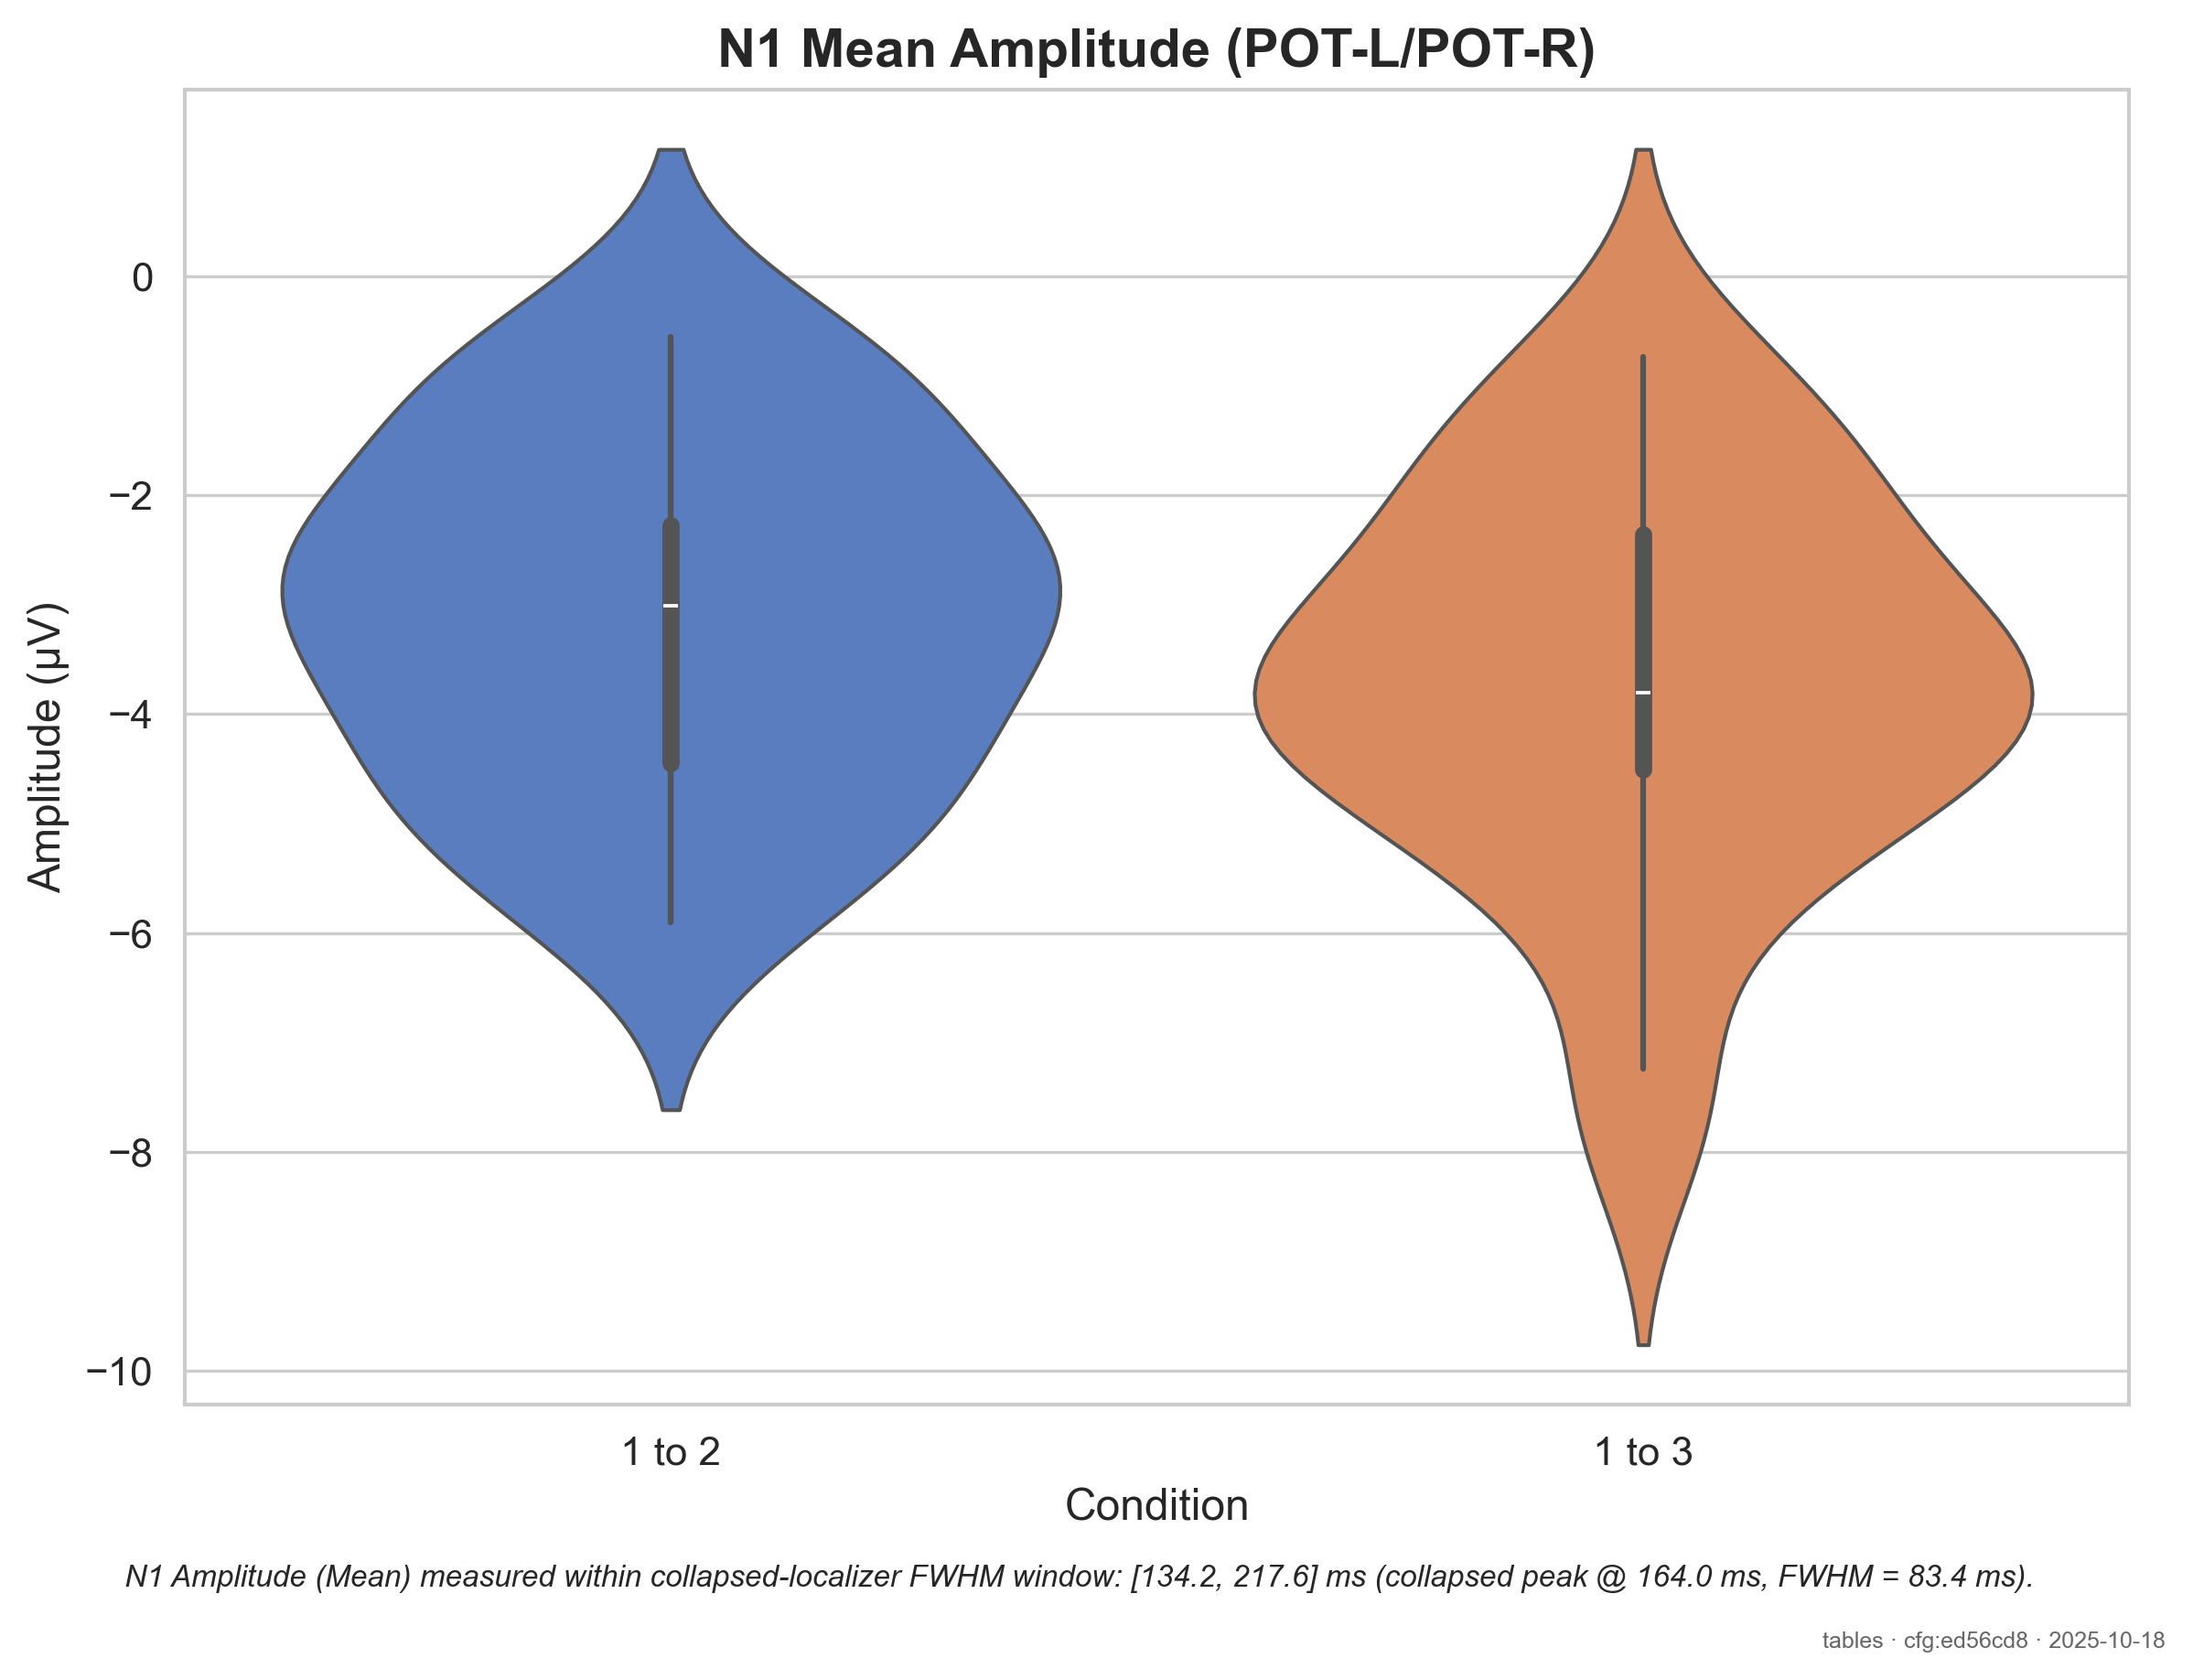 N1 Mean Amplitude (POT-L/POT-R)
Amplitude (µV)
0
−2
−4
−6
−8
−10
1 to 2
1 to 3
Condition
N1 Amplitude (Mean) measured within collapsed-localizer FWHM window: [134.2, 217.6] ms (collapsed peak @ 164.0 ms, FWHM = 83.4 ms).
tables · cfg:ed56cd8 · 2025-10-18